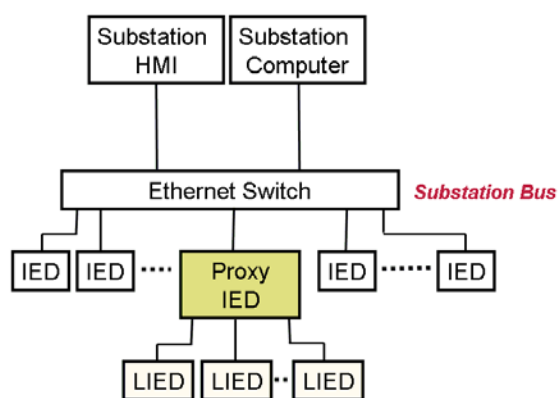 Substation
HMI
Substation
Computer
Ethernet Switch
Substation Bus
IED
IED
Proxy
IED
IED
IED
LIED
LIED
LIED